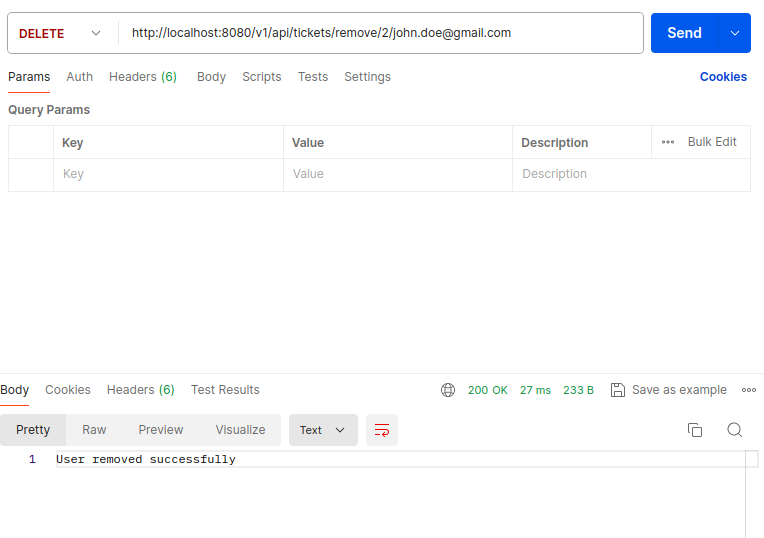 DELETE http://localhost:8080/v1/api/tickets/remove/2/john.doe@gmail.com Send
Params Auth Headers (6) Body Scripts Tests Settings Cookies
Query Params
Key Value Description Bulk Edit
Key Value Description
Body Cookies Headers (6) Test Results 200 OK 27 ms 233 B Save as example
Pretty Raw Preview Visualize Text
1 User removed successfully